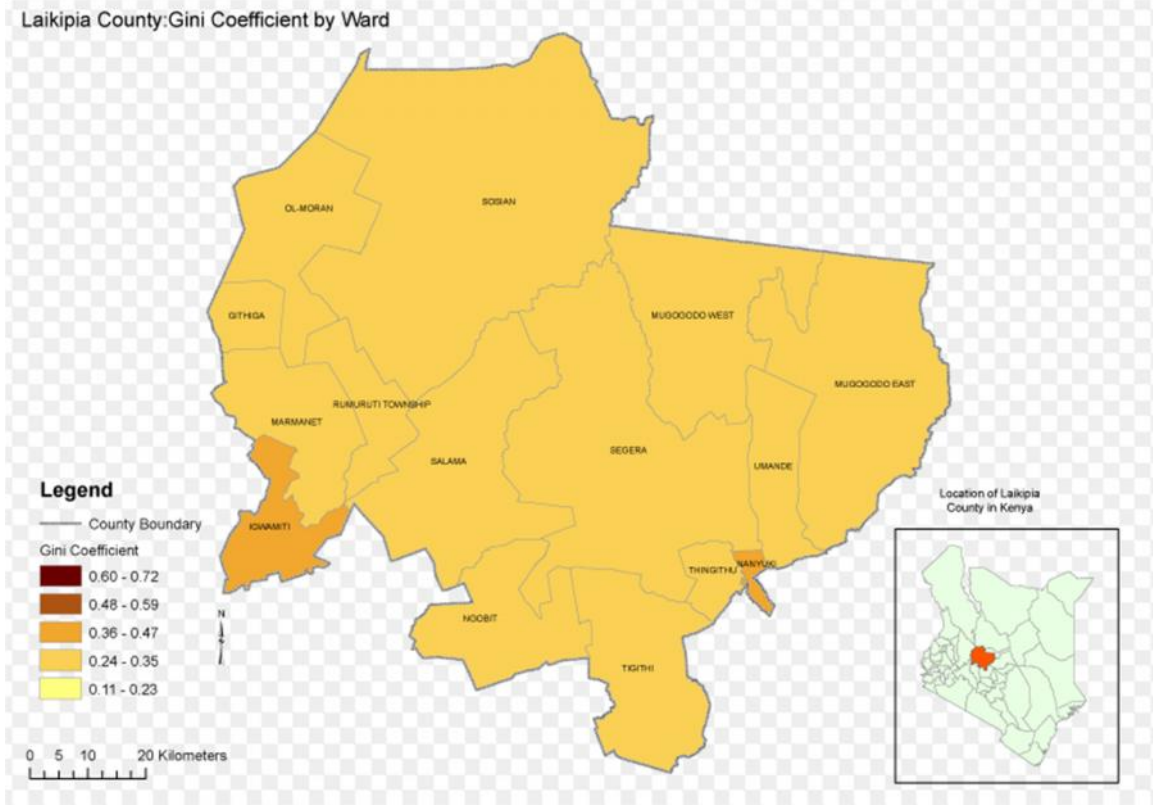 Laikipia County:Gini Coefficient by Ward
OL-MORAN
SOSIAN
GITHIGA
MUGOGODO WEST
MUGOGODO EAST
RUMURUTI TOWNSHIP
MARMANET
SALAMA
SEGERA
UMANDE
IGWAMITI
THINGITHU
NANYUKI
NGOBIT
TIGITHI
Legend
County Boundary
Gini Coefficient
0.60 - 0.72
0.48 - 0.59
0.36 - 0.47
0.24 - 0.35
0.11 - 0.23
N
0 5 10 20 Kilometers
Location of Laikipia
County in Kenya